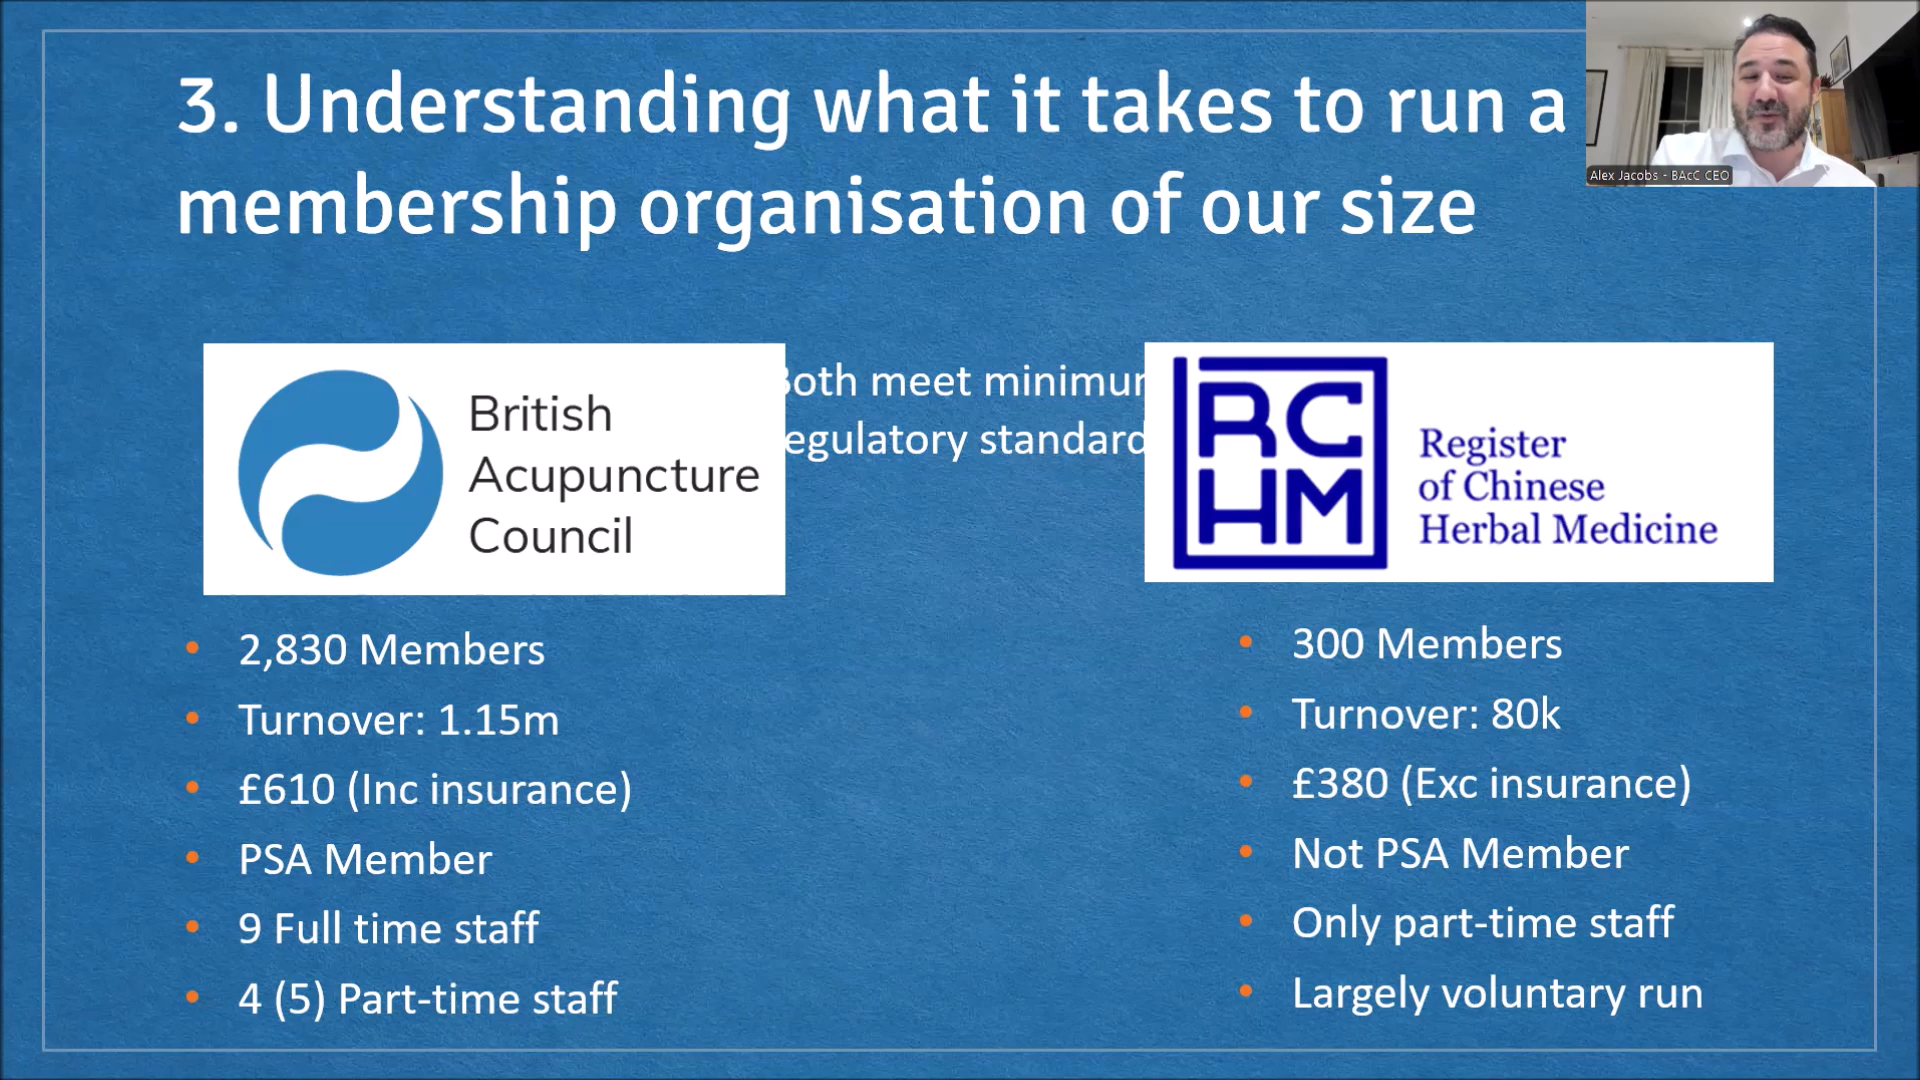 3. Understanding what it takes to run a
membership organisation of our size
Alex Jacobs - BAcC CEO
British
Acupuncture
Council
Both meet
regulatory
RC
HM
Register
of Chinese
Herbal Medicine
• 2,830 Members
• Turnover: 1.15m
• £610 (Inc insurance)
• PSA Member
• 9 Full time staff
• 4 (5) Part-time staff
• 300 Members
• Turnover: 80k
• £380 (Exc insurance)
• Not PSA Member
• Only part-time staff
• Largely voluntary run